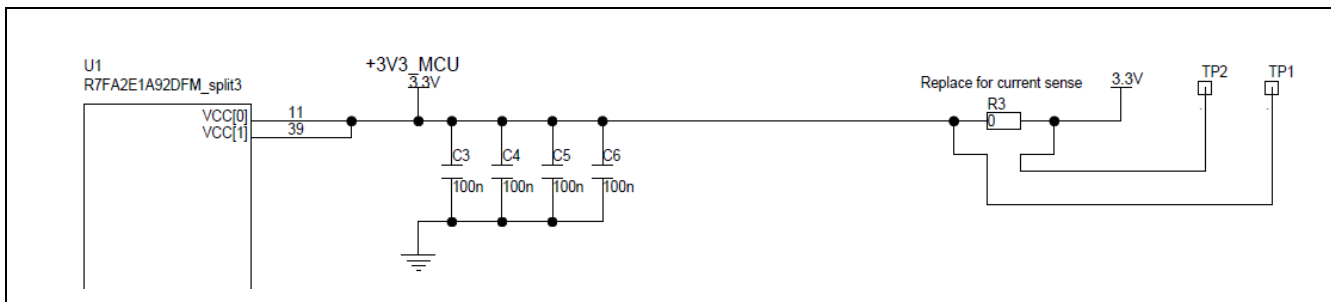 U1
R7FA2E1A92DFM_split3
VCC[0]
VCC[1]
11
39
+3V3_MCU
3.3V
C3
100n
C4
100n
C5
100n
C6
100n
Replace for current sense
R3
0
3.3V
TP2
TP1